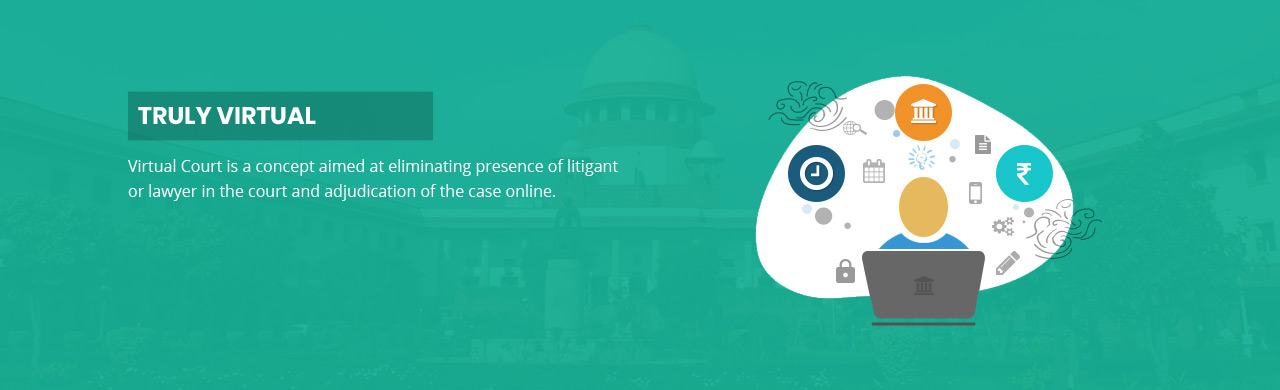 TRULY VIRTUAL
Virtual Court is a concept aimed at eliminating presence of litigant
or lawyer in the court and adjudication of the case online.
₹